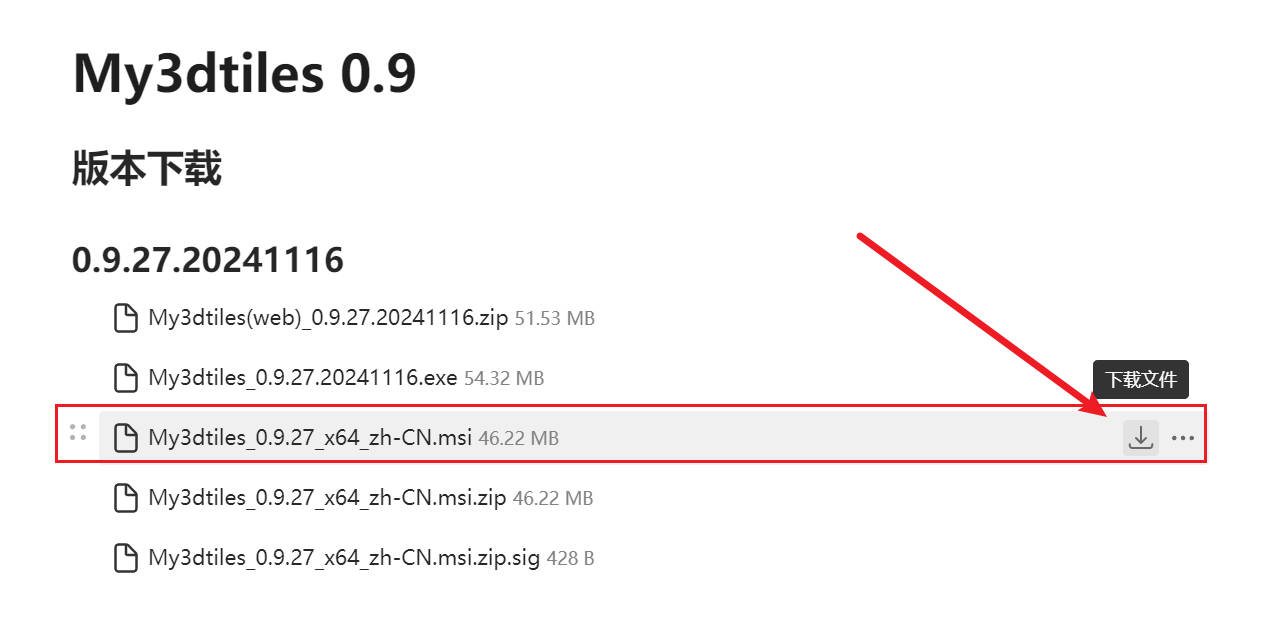 My3dtiles 0.9
版本下载
0.9.27.20241116
My3dtiles(web)_0.9.27.20241116.zip 51.53 MB
My3dtiles_0.9.27.20241116.exe 54.32 MB
下载文件
My3dtiles_0.9.27_x64_zh-CN.msi 46.22 MB
My3dtiles_0.9.27_x64_zh-CN.msi.zip 46.22 MB
My3dtiles_0.9.27_x64_zh-CN.msi.zip.sig 428 B